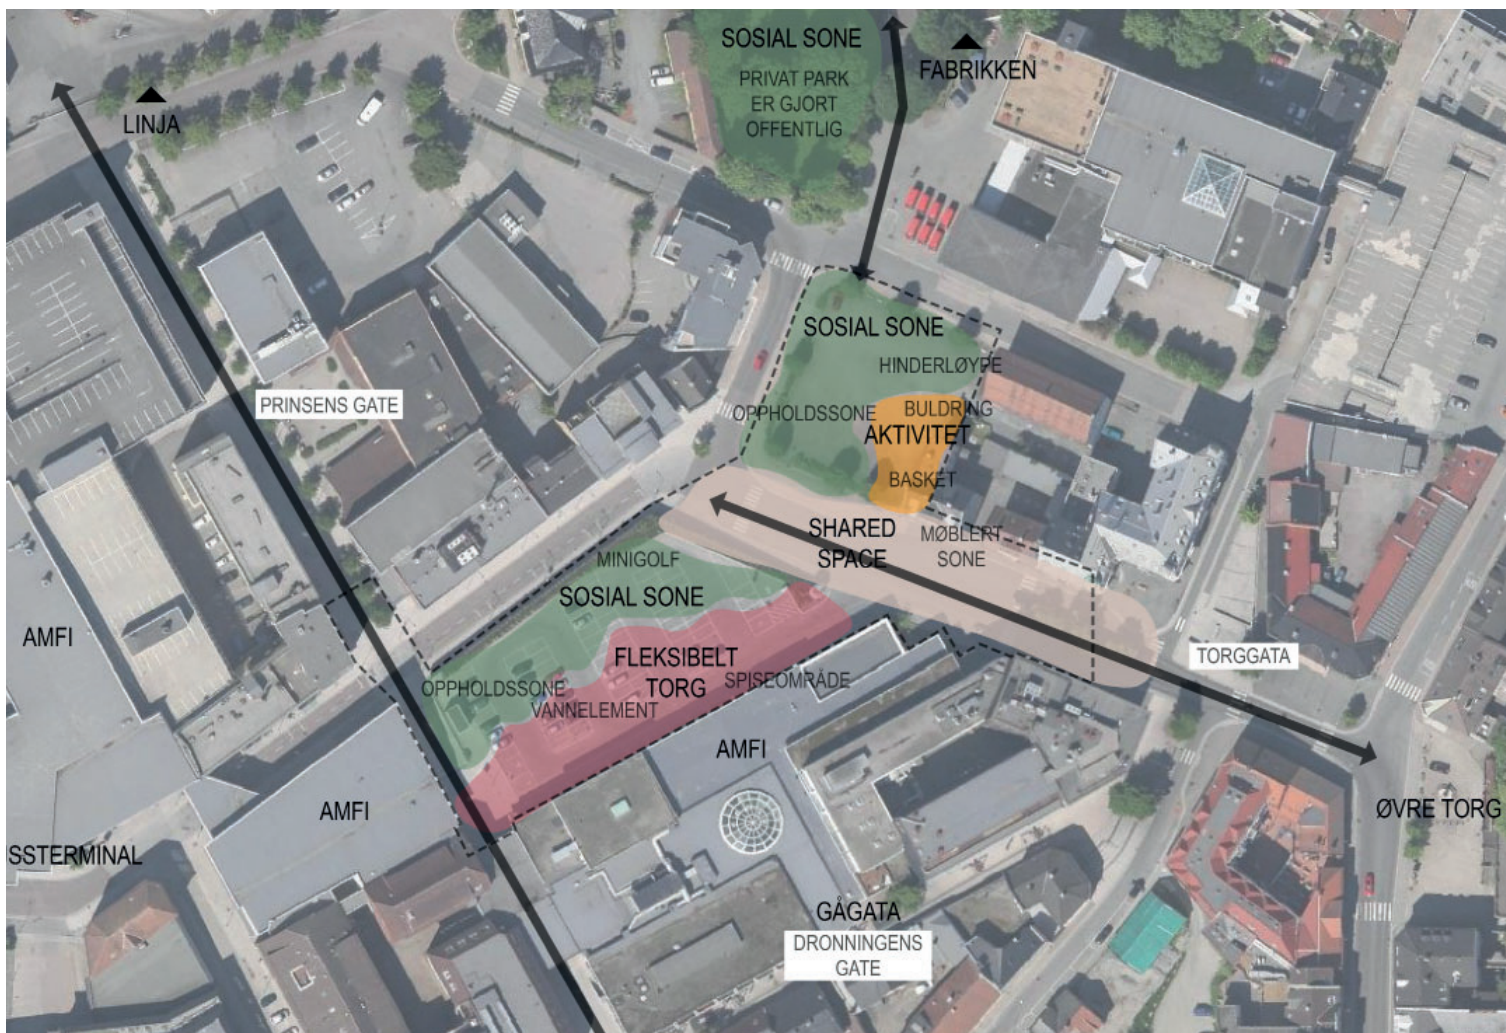 SOSIAL SONE
PRIVAT PARK
ER GJORT
OFFENTLIG
FABRIKKEN
LINJA
SOSIAL SONE
HINDERLØYPE
PRINSENS GATE
OPPHOLDSSONE
BULDRING
AKTIVITET
BASKET
SHARED
SPACE
MØBLERT
SONE
MINIGOLF
SOSIAL SONE
AMFI
FLEKSIBELT
TORG
TORGGATA
OPPHOLDSSONE
SPISEOMRÅDE
VANNELEMENT
AMFI
AMFI
ØVRE TORG
SSTERMINAL
GÅGATA
DRONNINGENS
GATE